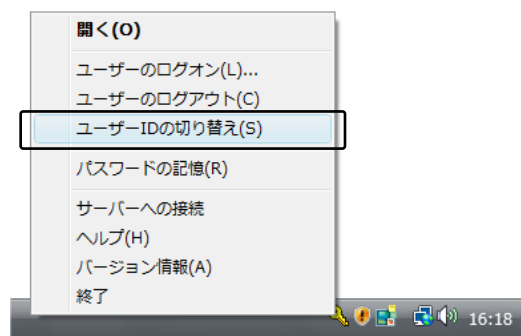 開く(O)
ユーザーのログオン(L)...
ユーザーのログアウト(C)
ユーザーIDの切り替え(S)
パスワードの記憶(R)
サーバーへの接続
ヘルプ(H)
バージョン情報(A)
終了
16:18